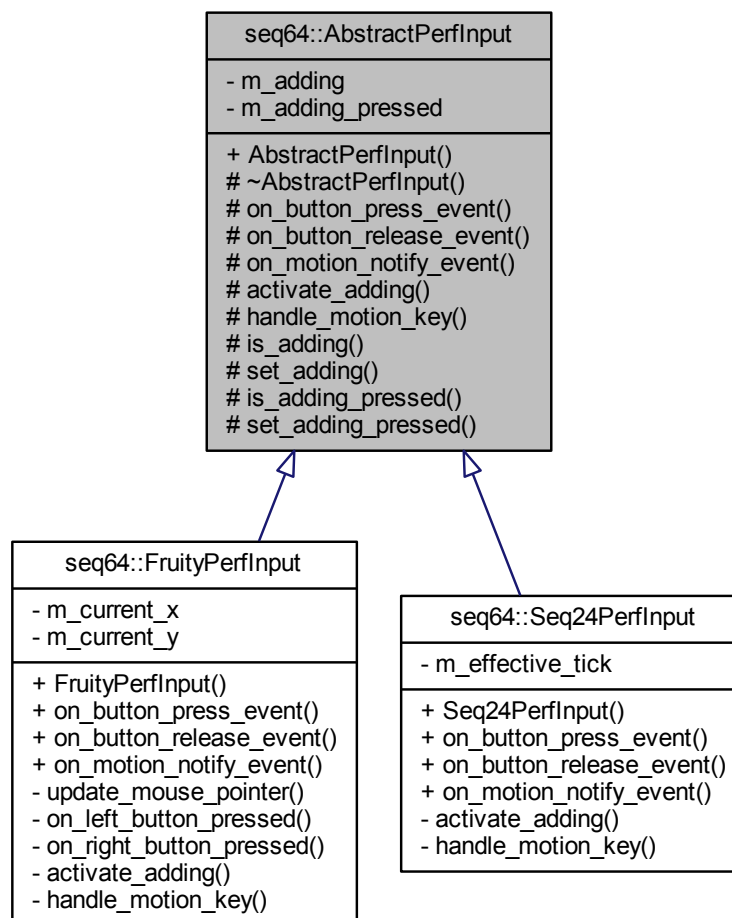 seq64::AbstractPerfInput
- m_adding
- m_adding_pressed
+ AbstractPerfInput()
# ~AbstractPerfInput()
# on_button_press_event()
# on_button_release_event()
# on_motion_notify_event()
# activate_adding()
# handle_motion_key()
# is_adding()
# set_adding()
# is_adding_pressed()
# set_adding_pressed()
seq64::FruityPerfInput
- m_current_x
- m_current_y
+ FruityPerfInput()
+ on_button_press_event()
+ on_button_release_event()
+ on_motion_notify_event()
- update_mouse_pointer()
- on_left_button_pressed()
- on_right_button_pressed()
- activate_adding()
- handle_motion_key()
seq64::Seq24PerfInput
- m_effective_tick
+ Seq24PerfInput()
+ on_button_press_event()
+ on_button_release_event()
+ on_motion_notify_event()
- activate_adding()
- handle_motion_key()